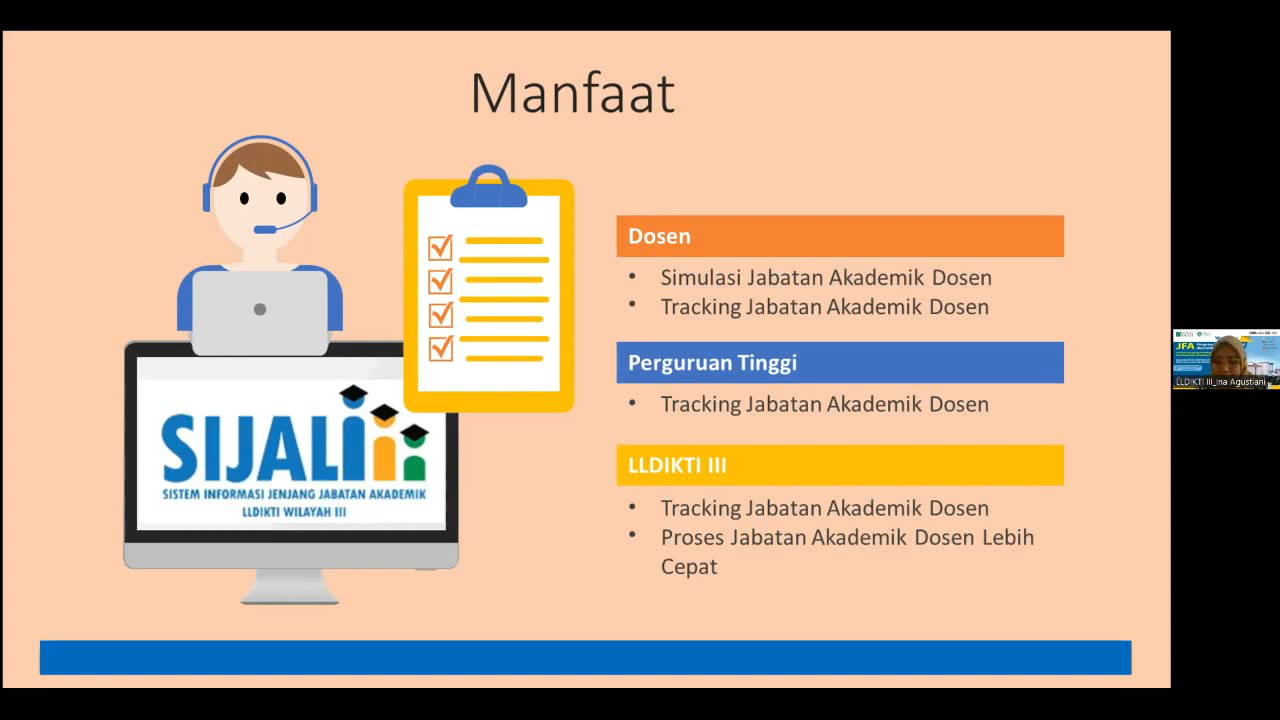 Manfaat
Dosen
• Simulasi Jabatan Akademik Dosen
• Tracking Jabatan Akademik Dosen
Perguruan Tinggi
• Tracking Jabatan Akademik Dosen
LLDIKTI III
• Tracking Jabatan Akademik Dosen
• Proses Jabatan Akademik Dosen Lebih
Cepat
SIJALI
SISTEM INFORMASI JENJANG JABATAN AKADEMIK
LLDIKTI WILAYAH III
JFA
LLDIKTI III_Ina Agustiani